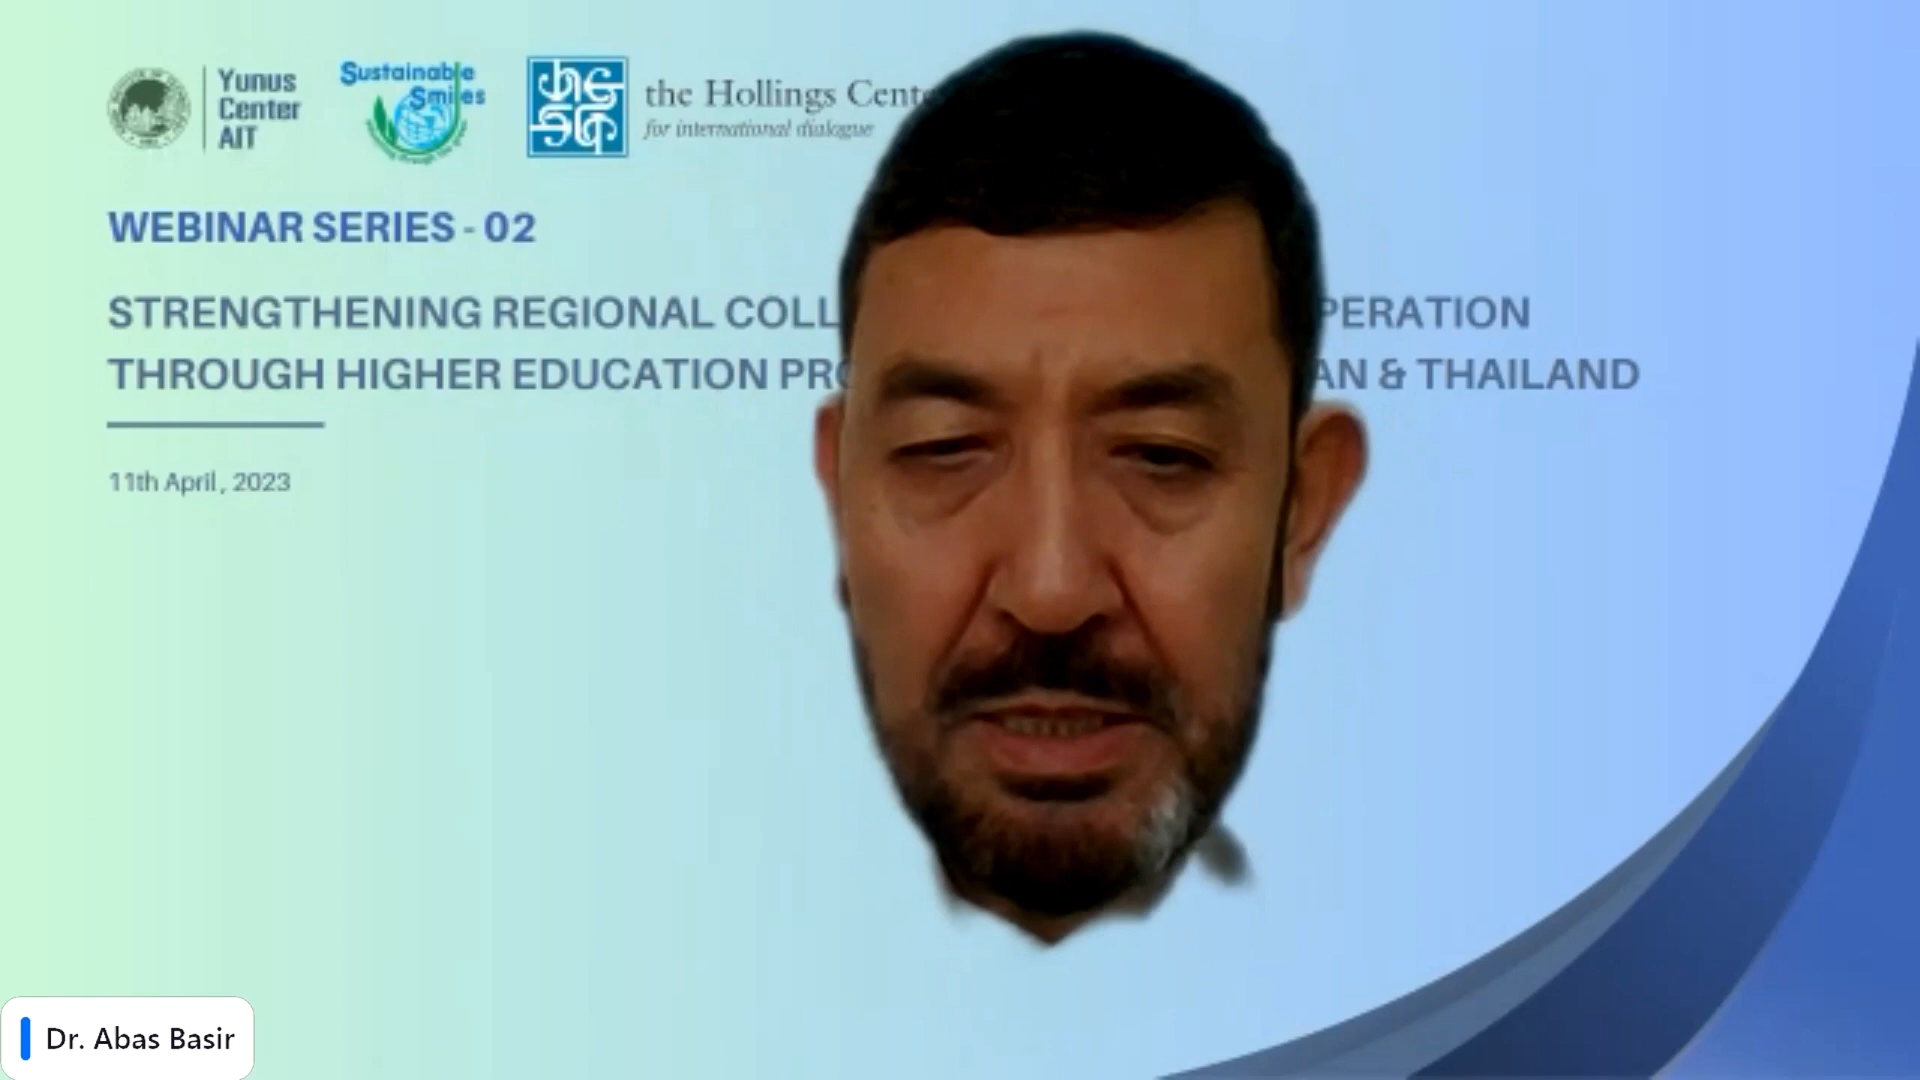 Yunus
Center
AIT
Sustainable
Smiles
the Hollings Cent
for international dialogue
WEBINAR SERIES - 02
STRENGTHENING REGIONAL COLL PERATION
THROUGH HIGHER EDUCATION PRO AN & THAILAND
11th April, 2023
Dr. Abas Basir